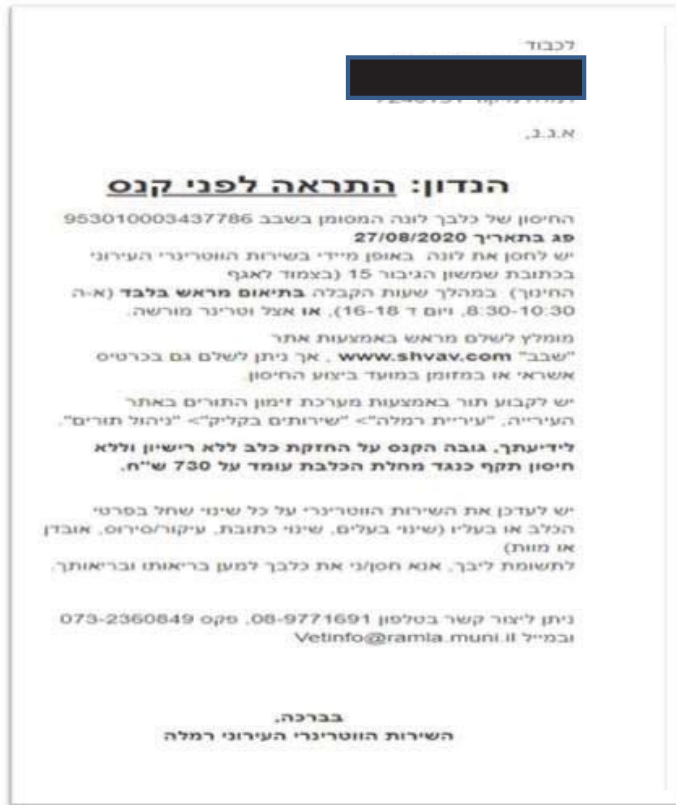 לכבוד
א.ג.נ,
הנדון: התראה לפני קנס
החיסון של כלבך לונה המסומן בשבב 953010003437786
פג בתאריך 27/08/2020
יש לחסן את לונה באופן מיידי בשירות הווטרינרי העירוני
בכתובת שמשון הגיבור 15 (בצמוד לאגף
החינוך) במהלך שעות הקבלה בתיאום מראש בלבד (א-ה
8:30-10:30, ויום ד 16-18), או אצל וטרינר מורשה.
מומלץ לשלם מראש באמצעות אתר
"שבב" www.shvav.com , אך ניתן לשלם גם בכרטיס
אשראי או במזומן במועד ביצוע החיסון.
יש לקבוע תור באמצעות מערכת זימון התורים באתר
העירייה, "עיריית רמלה"> "שירותים בקליק"> "ניהול תורים".
לידיעתך, גובה הקנס על החזקת כלב ללא רישיון וללא
חיסון תקף כנגד מחלת הכלבת עומד על 730 ש"ח.
יש לעדכן את השירות הווטרינרי על כל שינוי שחל בפרטי
הכלב או בעליו (שינוי בעלים, שינוי כתובת, עיקור/סירוס, אובדן
או מוות)
לתשומת ליבך, אנא חסן/ני את כלבך למען בריאותו ובריאותך.
ניתן ליצור קשר בטלפון 08-9771691, פקס 073-2360849
ובמייל Vetinfo@ramla.muni.il
בברכה,
השירות הווטרינרי העירוני רמלה